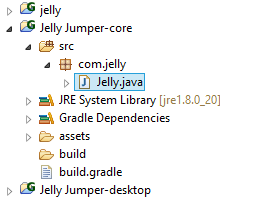 jelly
Jelly Jumper-core
src
com.jelly
Jelly.java
JRE System Library [jre1.8.0_20]
Gradle Dependencies
assets
build
build.gradle
Jelly Jumper-desktop